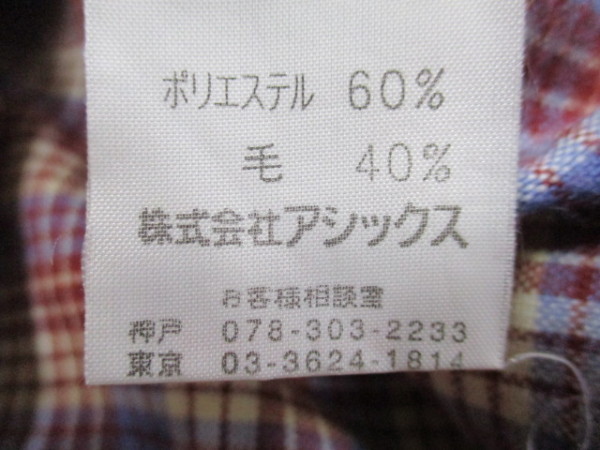 ポリエステル 60%
毛 40%
株式会社アシックス
お客様相談室
神戸 078-303-2233
東京 03-3624-1814